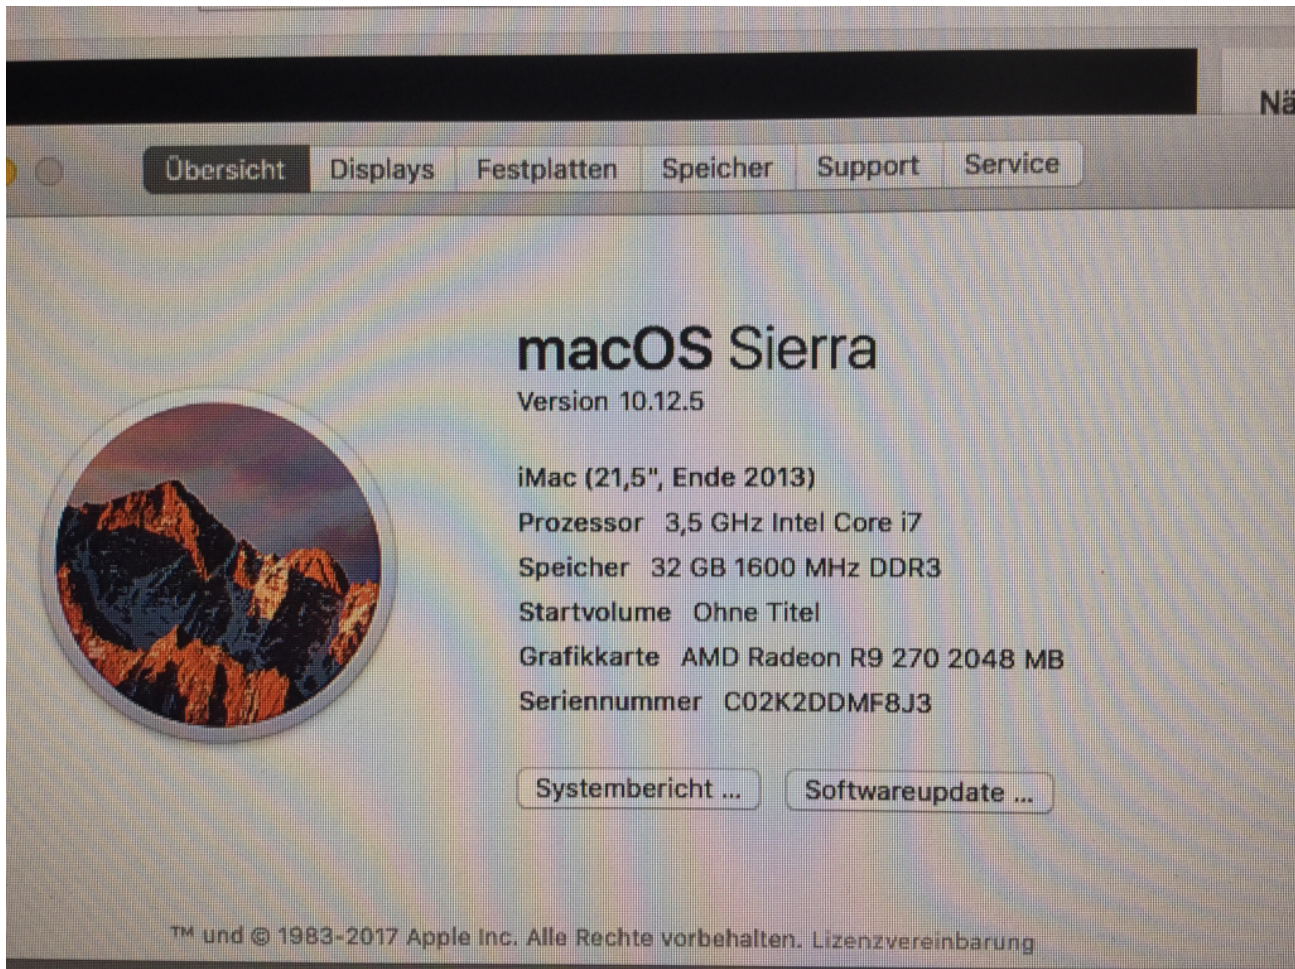 Nä
Übersicht Displays Festplatten Speicher Support Service
macOS Sierra
Version 10.12.5
iMac (21,5", Ende 2013)
Prozessor 3,5 GHz Intel Core i7
Speicher 32 GB 1600 MHz DDR3
Startvolume Ohne Titel
Grafikkarte AMD Radeon R9 270 2048 MB
Seriennummer C02K2DDMF8J3
Systembericht ... Softwareupdate ...
™ und © 1983-2017 Apple Inc. Alle Rechte vorbehalten. Lizenzvereinbarung